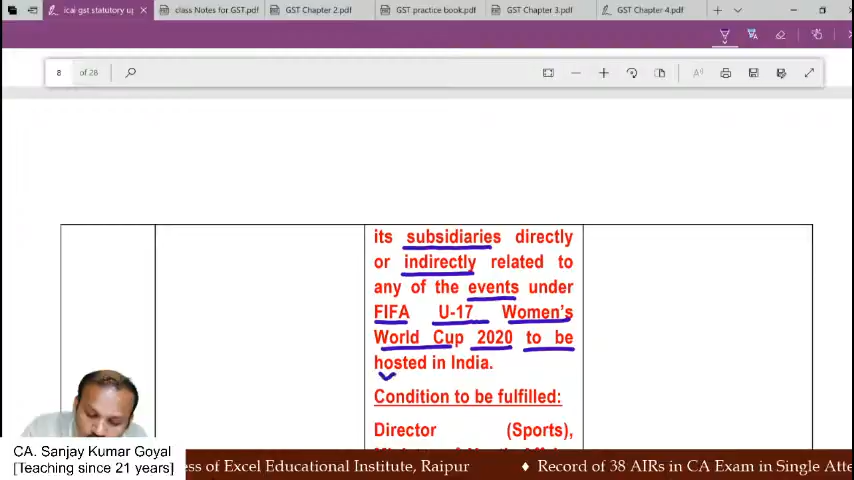 icai gst statutory up
class Notes for GST.pdf
GST Chapter 2.pdf
GST practice book.pdf
GST Chapter 3.pdf
GST Chapter 4.pdf
8 of 28
its subsidiaries directly
or indirectly related to
any of the events under
FIFA U-17 Women's
World Cup 2020 to be
hosted in India.
Condition to be fulfilled:
Director (Sports),
CA. Sanjay Kumar Goyal
[Teaching since 21 years]
ss of Excel Educational Institute, Raipur ♦ Record of 38 AIRs in CA Exam in Single Atte